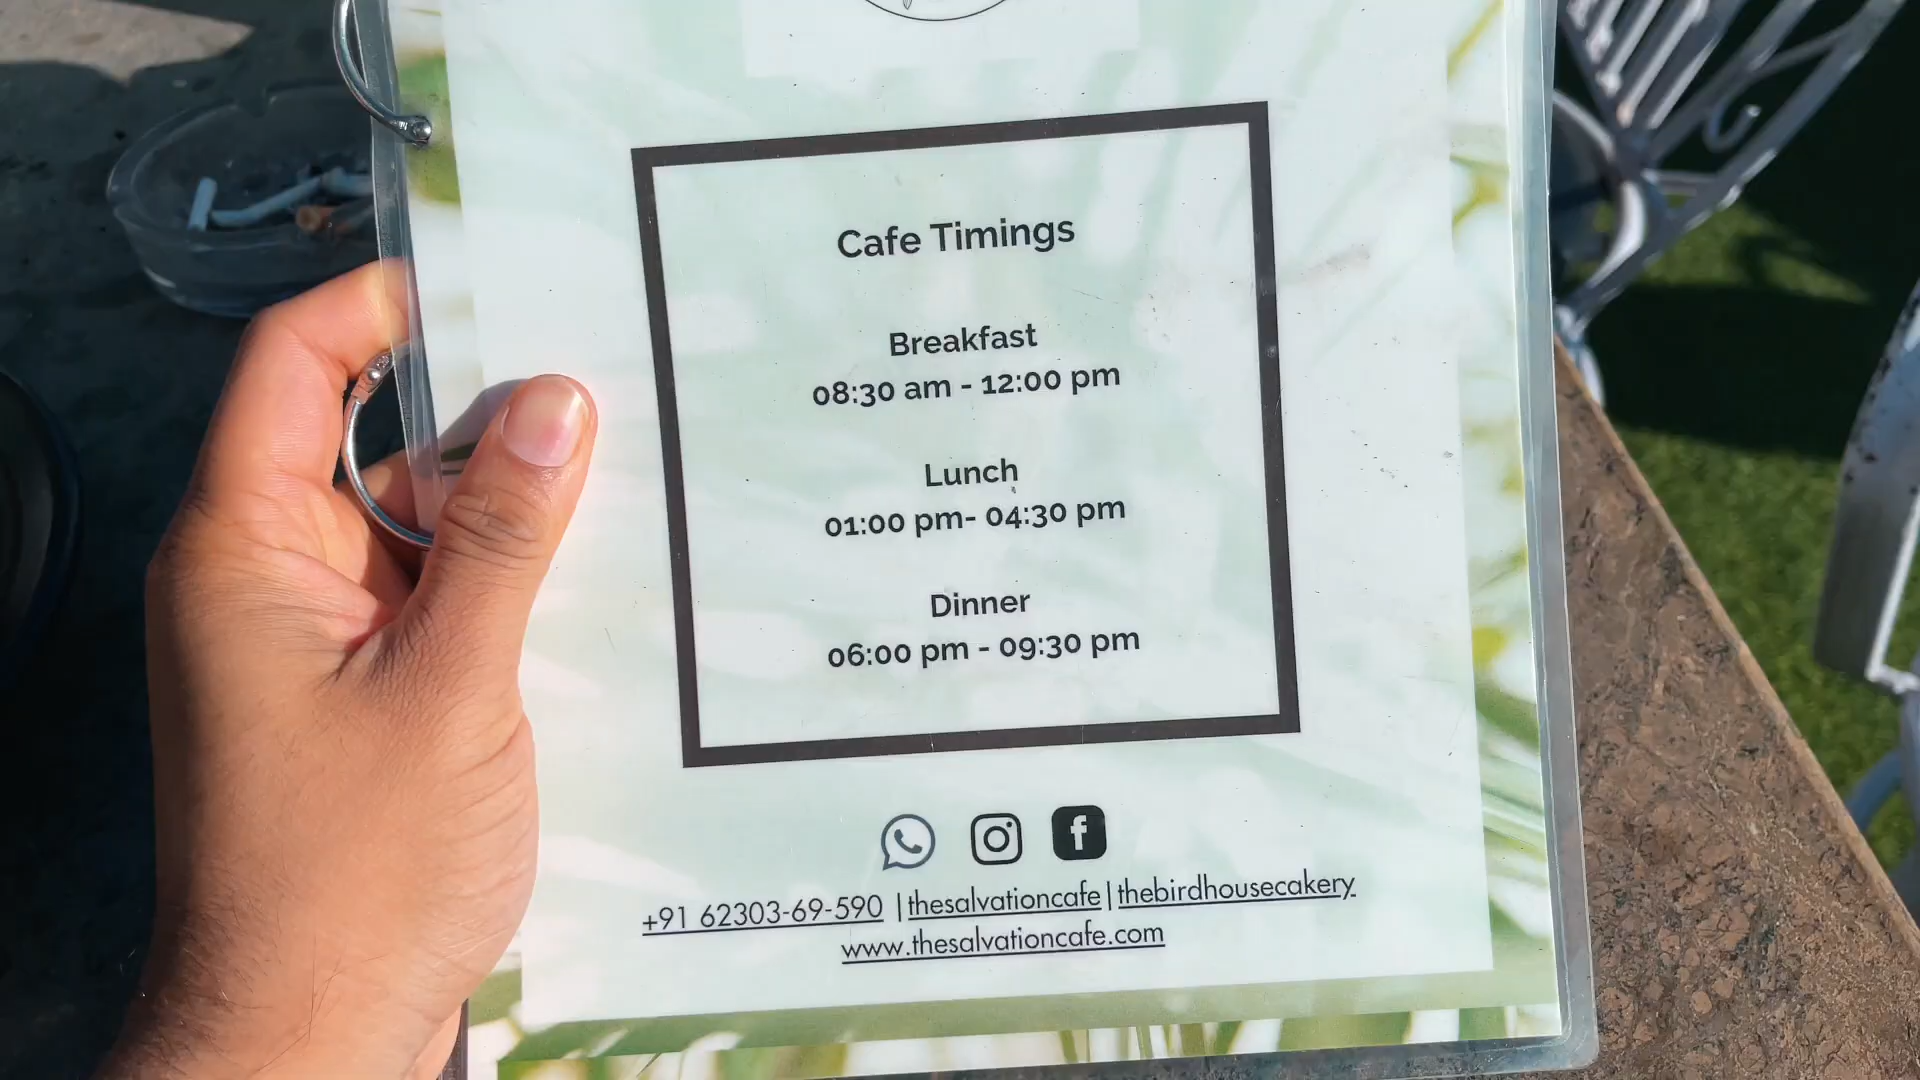 Cafe Timings
Breakfast
08:30 am - 12:00 pm
Lunch
01:00 pm- 04:30 pm
Dinner
06:00 pm - 09:30 pm
+91 62303-69-590 |thesalvationcafe|thebirdhousecakery
www.thesalvationcafe.com